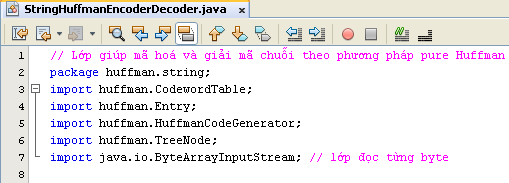 StringHuffmanEncoderDecoder.java
1 // Lớp giúp mã hoá và giải mã chuỗi theo phương pháp pure Huffman
2 package huffman.string;
3 import huffman.CodewordTable;
4 import huffman.Entry;
5 import huffman.HuffmanCodeGenerator;
6 import huffman.TreeNode;
7 import java.io.ByteArrayInputStream; // lớp đọc từng byte
8